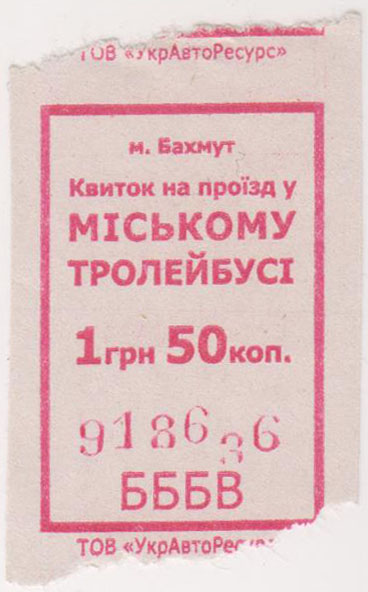 ТОВ «УкрАвтоРесурс»
м. Бахмут
Квиток на проїзд у
МІСЬКОМУ
ТРОЛЕЙБУСІ
1грн 50коп.
918636
БББВ
ТОВ «УкрАвтоРесурс»